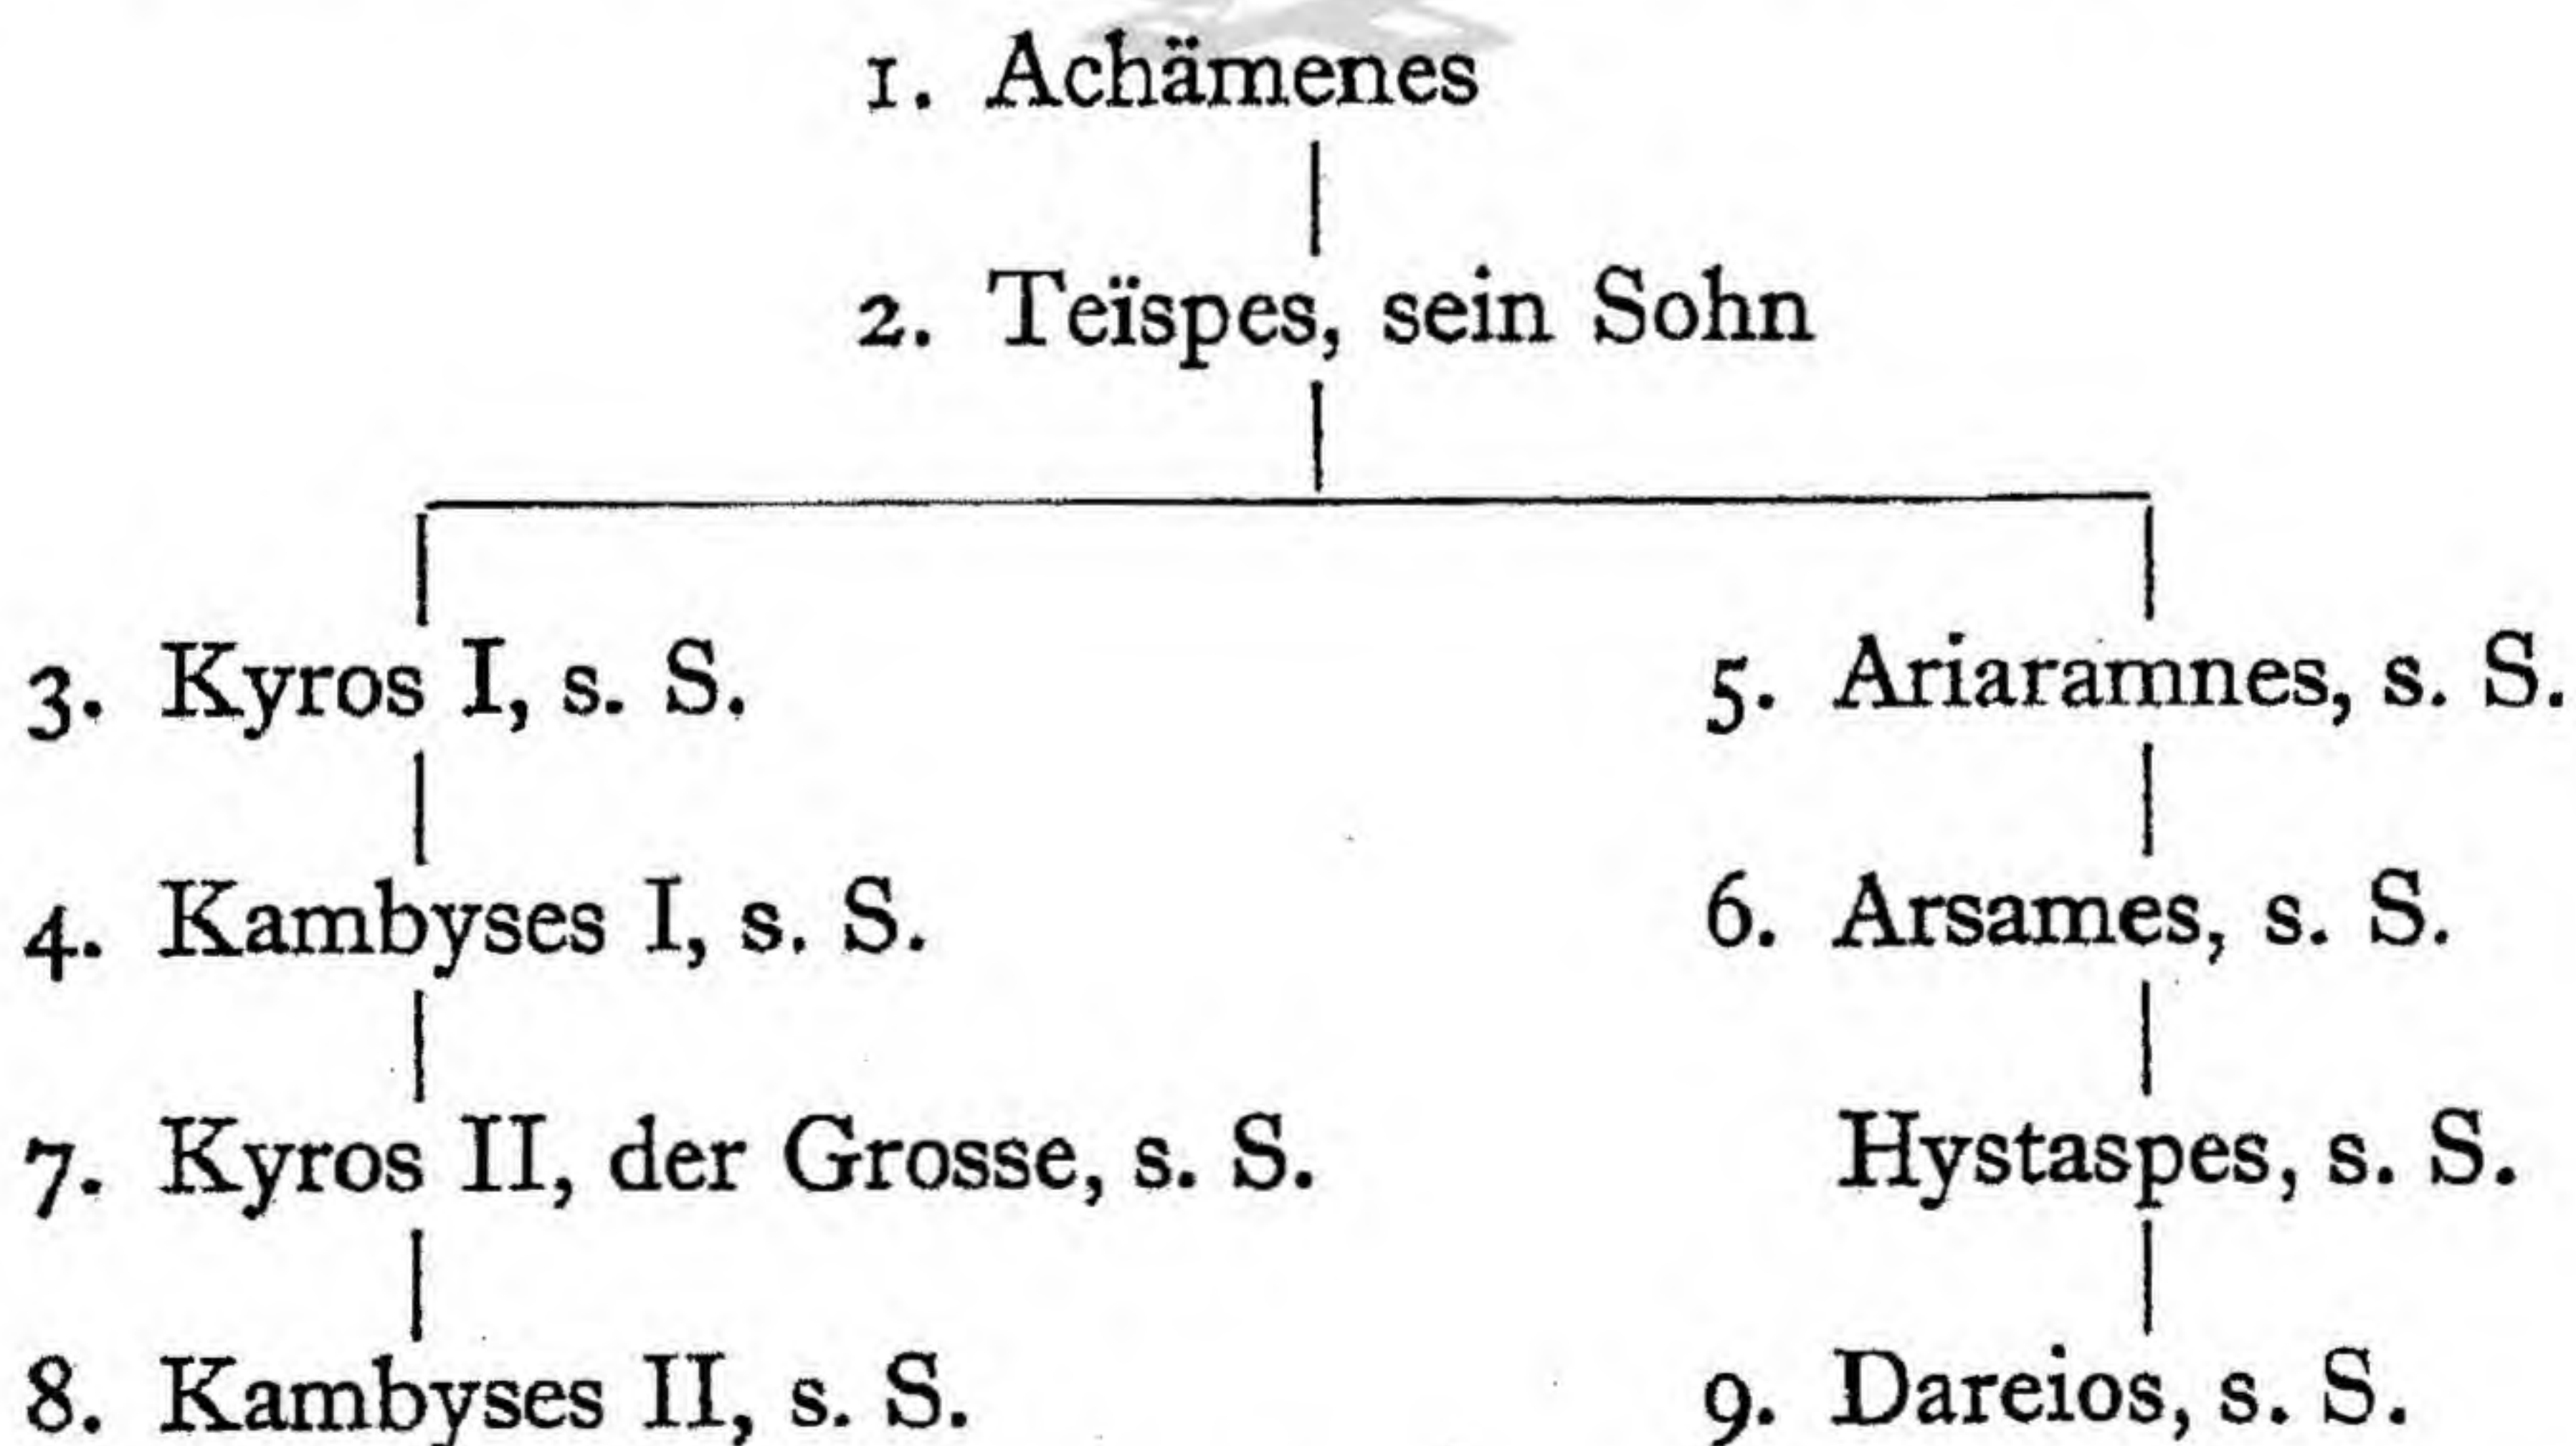 1. Achämenes
2. Teïspes, sein Sohn
3. Kyros I, s. S.
5. Ariaramnes, s. S.
4. Kambyses I, s. S.
6. Arsames, s. S.
7. Kyros II, der Grosse, s. S.
Hystaspes, s. S.
8. Kambyses II, s. S.
9. Dareios, s. S.